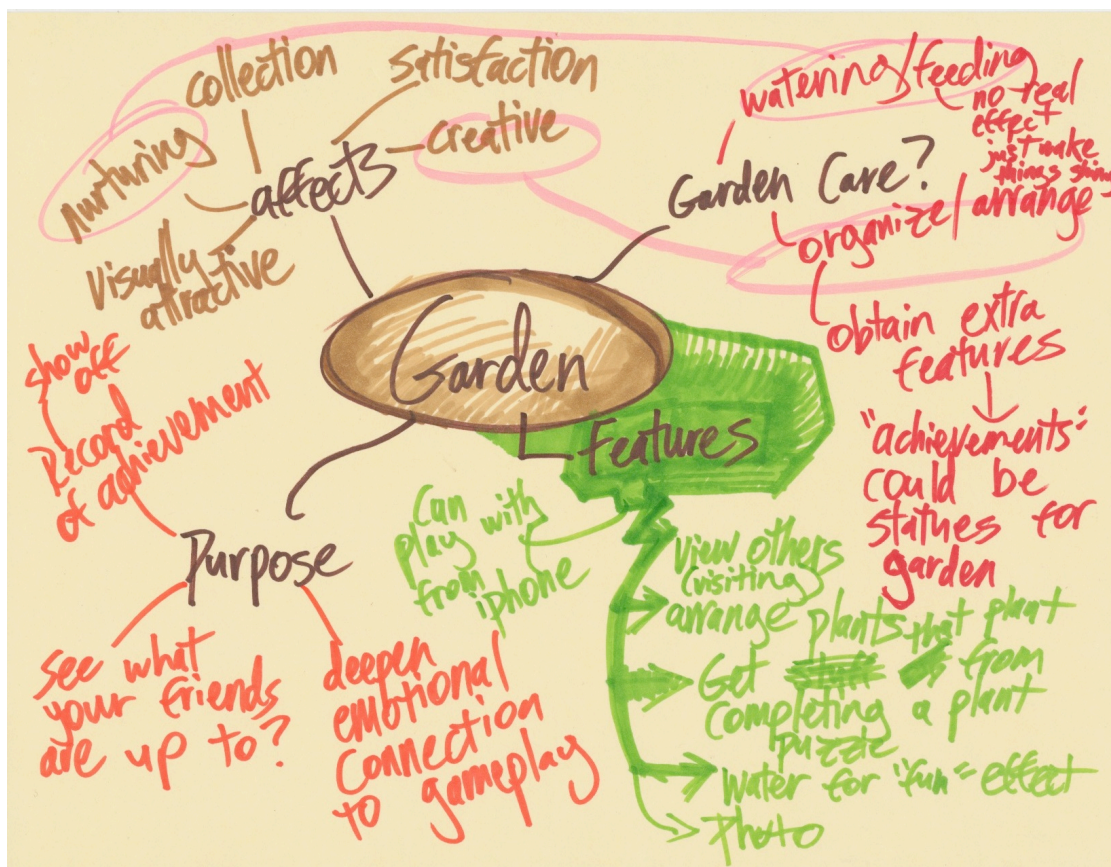 collection
satisfaction
nurturing
affects
creative
visually
attractive
watering/feeding
no real
effect
just make
things shiny
Garden Care?
organize/arrange
obtain extra
features
"achievements"
could be
statues for
garden
Garden
Features
show
off
Record
of achievement
Purpose
see what
your friends
are up to?
deepen
emotional
connection
to gameplay
Can
play with
from
iphone
View others
(visiting
arrange
Get plants that plant
from
completing a plant
puzzle
water for "fun" effect
photo